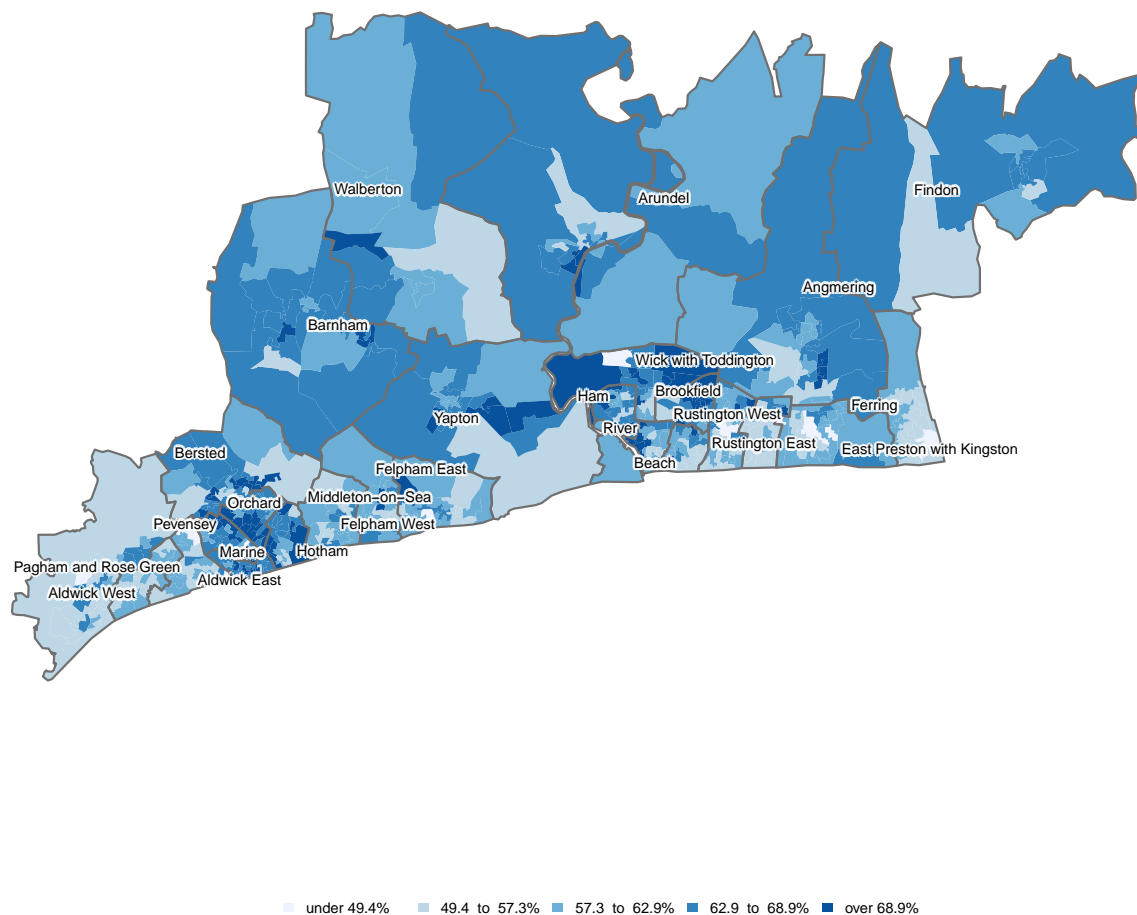 Walberton
Arundel
Findon
Angmering
Barnham
Wick with Toddington
Brookfield
Ham
Ferring
Rustington West
Yapton
River
Rustington East
East Preston with Kingston
Bersted
Beach
Felpham East
Middleton-on-Sea
Orchard
Pevensey
Felpham West
Marine
Hotham
Pagham and Rose Green
Aldwick East
Aldwick West
under 49.4% 49.4 to 57.3% 57.3 to 62.9% 62.9 to 68.9% over 68.9%